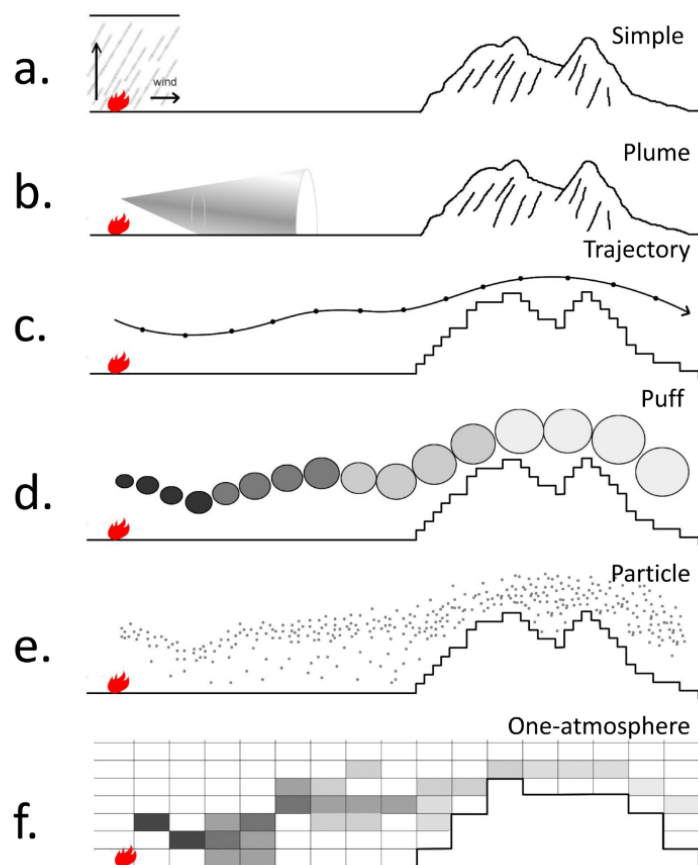 Simple
a.
wind
Plume
b.
Trajectory
c.
Puff
d.
Particle
e.
One-atmosphere
f.